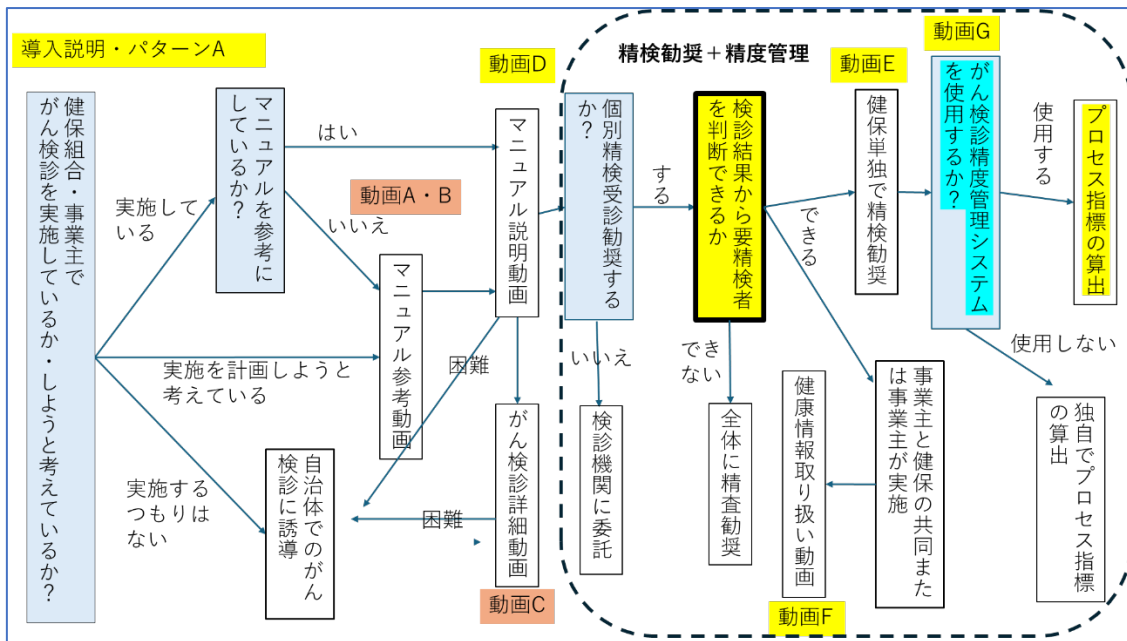 導入説明・パターンA
健保組合・事業主で
がん検診を実施しているか・しようと考えているか？
実施して
いる
マニュアルを参考に
しているか？
はい
いいえ
動画A・B
実施を計画しようと
考えている
マニュアル参考動画
実施する
つもりは
ない
自治体でのがん
検診に誘導
動画D
マニュアル説明動画
困難
がん検診詳細動画
困難
動画C
精検勧奨＋精度管理
個別精検受診勧奨する
か？
する
いいえ
検診機関に委託
検診結果から要精検者
を判断できるか
でき
ない
全体に精査勧奨
できる
動画E
健保単独で精検勧奨
事業主と健保の共同また
は事業主が実施
健康情報取り扱い動画
動画F
動画G
がん検診精度管理システム
を使用するか？
使用する
プロセス指標の算出
使用しない
独自でプロセス指標
の算出